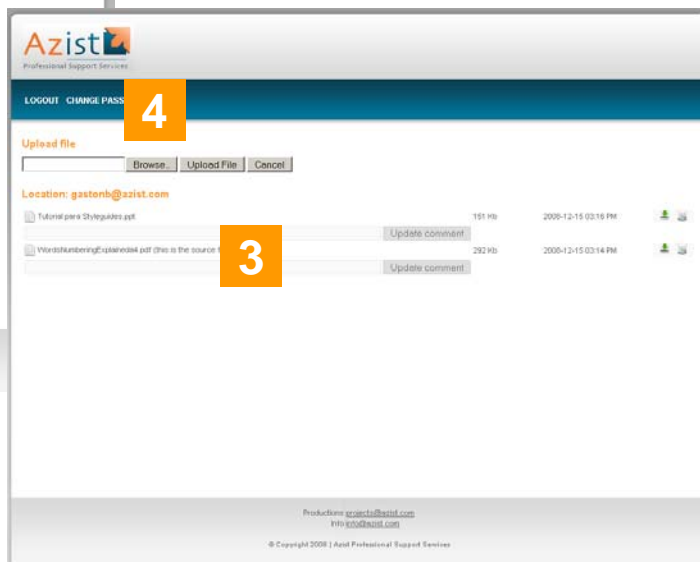 Azist
Professional Support Services
LOGOUT CHANGE PASS
4
Upload file
Browse... Upload File Cancel
Location: gastonb@azist.com
Tutorial para Styleguides.ppt 151 Kb 2008-12-15 03:16 PM
Update comment
WordsNumberingExplaineda4.pdf (this is the source 292 Kb 2008-12-15 03:14 PM
3
Update comment
Productions projects@azist.com
Info info@azist.com
© Copyright 2008 | Azist Professional Support Services